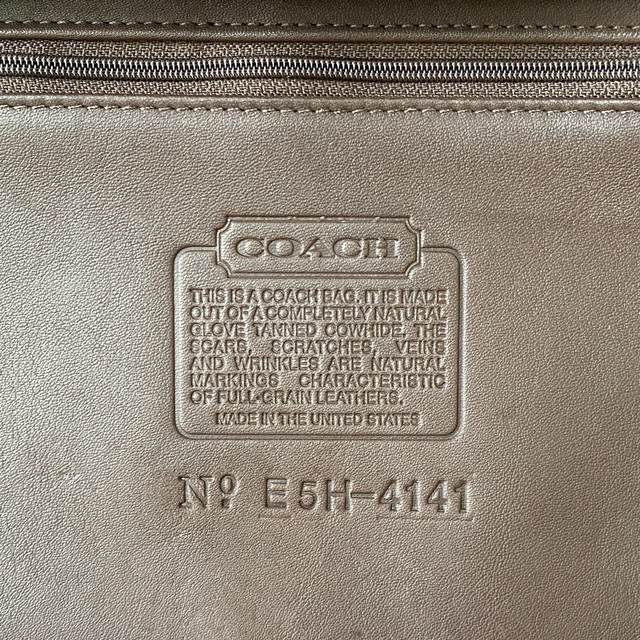 COACH
THIS IS A COACH BAG. IT IS MADE
OUT OF A COMPLETELY NATURAL
GLOVE TANNED COWHIDE, THE
SCARS, SCRATCHES, VEINS
AND WRINKLES ARE NATURAL
MARKINGS CHARACTERISTIC
OF FULL-GRAIN LEATHERS.
MADE IN THE UNITED STATES
Nº E5H-4141